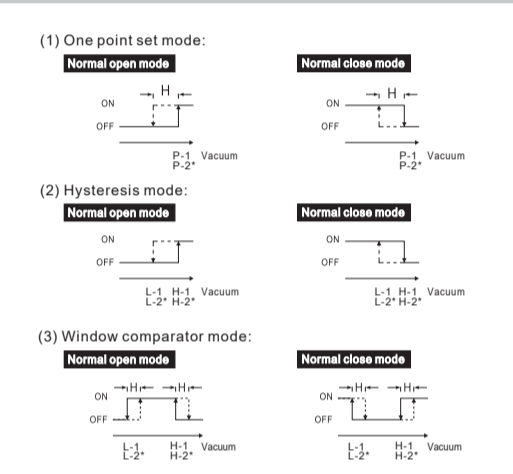 (1) One point set mode:
Normal open mode Normal close mode
H H
ON ON
OFF OFF
P-1 Vacuum P-1 Vacuum
P-2* P-2*
(2) Hysteresis mode:
Normal open mode Normal close mode
ON ON
OFF OFF
L-1 H-1 Vacuum L-1 H-1 Vacuum
L-2* H-2* L-2* H-2*
(3) Window comparator mode:
Normal open mode Normal close mode
H H H H
ON ON
OFF OFF
L-1 H-1 Vacuum L-1 H-1 Vacuum
L-2* H-2* L-2* H-2*